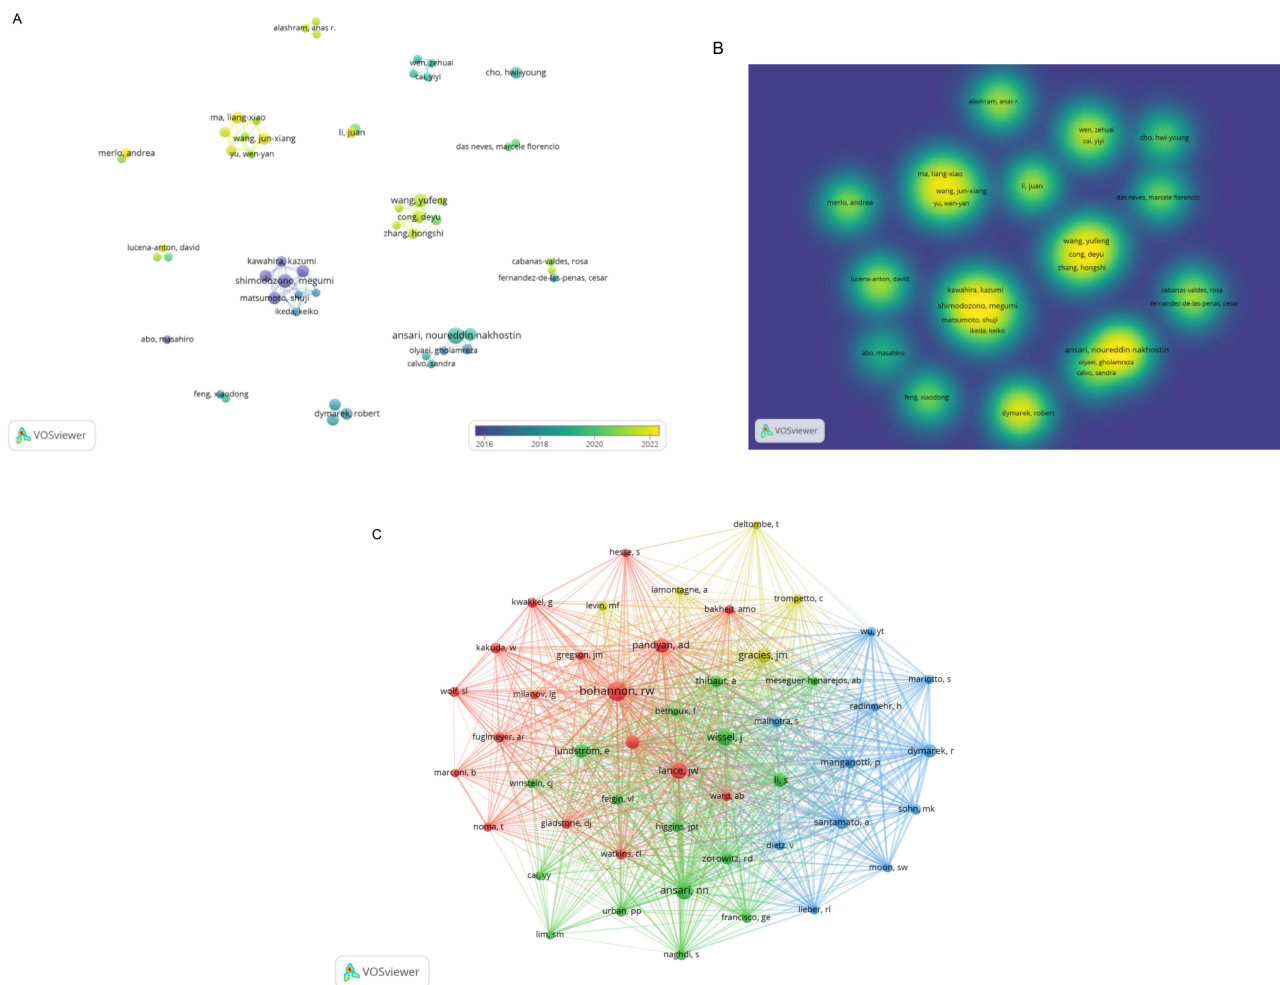 A
alashram, anas r.
wen, zehuai
cai, yiyi
cho, hwi-young
ma, liang-xiao
wang, jun-xiang
yu, wen-yan
li, juan
merlo, andrea
das neves, marcele florencio
wang, yufeng
cong, deyu
zhang, hongshi
lucena-anton, david
kawahira, kazumi
shimodozono, megumi
matsumoto, shuji
ikeda, keiko
cabanas-valdes, rosa
fernandez-de-las-penas, cesar
abo, masahiro
ansari, noureddin nakhostin
olyaei, gholamreza
calvo, sandra
feng, xiaodong
dymarek, robert
VOSviewer
2016 2018 2020 2022
B
alashram, anas r.
wen, zehuai
cai, yiyi
cho, hwi-young
ma, liang-xiao
wang, jun-xiang
yu, wen-yan
li, juan
merlo, andrea
das neves, marcele florencio
wang, yufeng
cong, deyu
zhang, hongshi
lucena-anton, david
kawahira, kazumi
shimodozono, megumi
matsumoto, shuji
ikeda, keiko
cabanas-valdes, rosa
fernandez-de-las-penas, cesar
abo, masahiro
ansari, noureddin nakhostin
olyaei, gholamreza
calvo, sandra
feng, xiaodong
dymarek, robert
VOSviewer
C
deltombe, t
hesse, s
lamontagne, a
trompetto, c
kwakkel, g
levin, mf
bakheit, amo
wu, yt
kakuda, w
gregson, jm
pandyan, ad
gracies, jm
thibaut, a
meseguer-henarejos, ab
mariotto, s
wolf, sl
milanov, ig
bohannon, rw
bethoux, f
malhotra, s
radinmehr, h
fuglmeyer, ar
lundstrom, e
wissel, j
manganotti, p
dymarek, r
marconi, b
winstein, cj
lance, jw
li, s
feigin, vl
ward, ab
sohn, mk
noma, t
gladstone, dj
higgins, jpt
santamato, a
watkins, cl
zorowitz, rd
dietz, v
moon, sw
cai, yy
ansari, nn
urban, pp
francisco, ge
lieber, rl
lim, sm
naghdi, s
VOSviewer